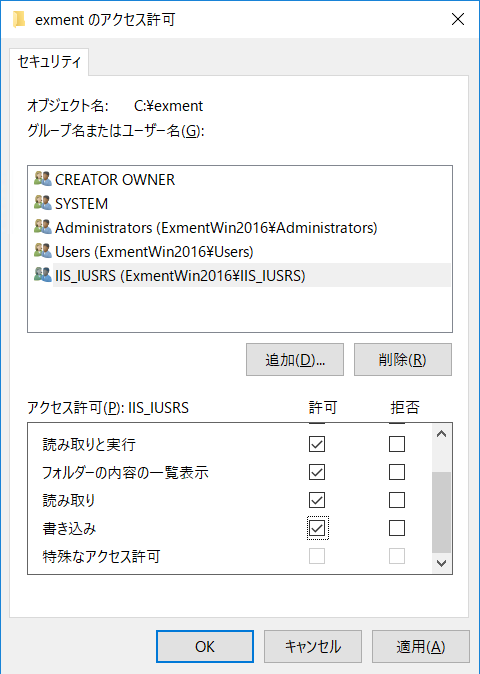 exment のアクセス許可
セキュリティ
オブジェクト名: C:¥exment
グループ名またはユーザー名(G):
CREATOR OWNER
SYSTEM
Administrators (ExmentWin2016¥Administrators)
Users (ExmentWin2016¥Users)
IIS_IUSRS (ExmentWin2016¥IIS_IUSRS)
追加(D)... 削除(R)
アクセス許可(P): IIS_IUSRS 許可 拒否
読み取りと実行
フォルダーの内容の一覧表示
読み取り
書き込み
特殊なアクセス許可
OK キャンセル 適用(A)